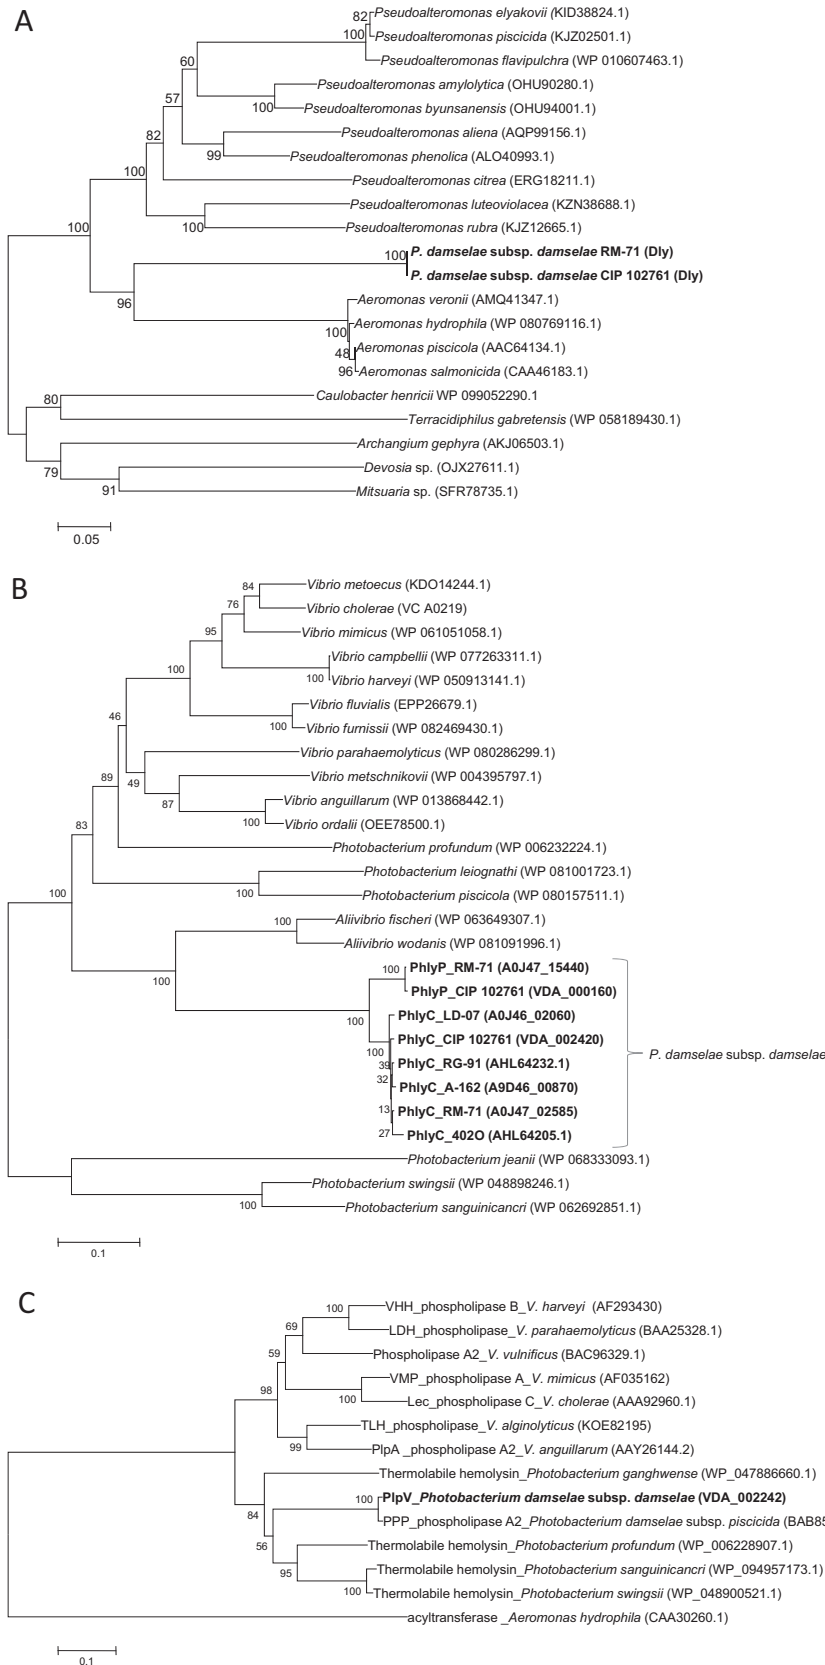 A
82
Pseudoalteromonas elyakovii (KID38824.1)
100
Pseudoalteromonas piscicida (KJZ02501.1)
60
Pseudoalteromonas flavipulchra (WP 010607463.1)
57
Pseudoalteromonas amylolytica (OHU90280.1)
100
Pseudoalteromonas byunsanensis (OHU94001.1)
82
Pseudoalteromonas aliena (AQP99156.1)
99
Pseudoalteromonas phenolica (ALO40993.1)
100
Pseudoalteromonas citrea (ERG18211.1)
Pseudoalteromonas luteoviolacea (KZN38688.1)
100
100
Pseudoalteromonas rubra (KJZ12665.1)
100
P. damselae subsp. damselae RM-71 (Dly)
P. damselae subsp. damselae CIP 102761 (Dly)
96
Aeromonas veronii (AMQ41347.1)
100
Aeromonas hydrophila (WP 080769116.1)
48
Aeromonas piscicola (AAC64134.1)
96
Aeromonas salmonicida (CAA46183.1)
80
Caulobacter henricii WP 099052290.1
Terracidiphilus gabretensis (WP 058189430.1)
79
Archangium gephyra (AKJ06503.1)
Devosia sp. (OJX27611.1)
91
Mitsuaria sp. (SFR78735.1)
0.05
B
84
Vibrio metoecus (KDO14244.1)
76
Vibrio cholerae (VC A0219)
95
Vibrio mimicus (WP 061051058.1)
100
Vibrio campbellii (WP 077263311.1)
100
Vibrio harveyi (WP 050913141.1)
Vibrio fluvialis (EPP26679.1)
46
100
Vibrio furnissii (WP 082469430.1)
Vibrio parahaemolyticus (WP 080286299.1)
89
49
Vibrio metschnikovii (WP 004395797.1)
87
Vibrio anguillarum (WP 013868442.1)
83
100
Vibrio ordalii (OEE78500.1)
Photobacterium profundum (WP 006232224.1)
Photobacterium leiognathi (WP 081001723.1)
100
100
Photobacterium piscicola (WP 080157511.1)
100
Aliivibrio fischeri (WP 063649307.1)
Aliivibrio wodanis (WP 081091996.1)
100
100
PhlyP_RM-71 (A0J47_15440)
PhlyP_CIP 102761 (VDA_000160)
100
PhlyC_LD-07 (A0J46_02060)
PhlyC_CIP 102761 (VDA_002420)
100
P. damselae subsp. damselae
39
PhlyC_RG-91 (AHL64232.1)
32
PhlyC_A-162 (A9D46_00870)
13
PhlyC_RM-71 (A0J47_02585)
27
PhlyC_402O (AHL64205.1)
Photobacterium jeanii (WP 068333093.1)
Photobacterium swingsii (WP 048898246.1)
100
Photobacterium sanguinicancri (WP 062692851.1)
0.1
C
100
VHH_phospholipase B_V. harveyi (AF293430)
69
LDH_phospholipase_V. parahaemolyticus (BAA25328.1)
59
Phospholipase A2_V. vulnificus (BAC96329.1)
VMP_phospholipase A_V. mimicus (AF035162)
98
100
Lec_phospholipase C_V. cholerae (AAA92960.1)
TLH_phospholipase_V. alginolyticus (KOE82195)
99
PlpA _phospholipase A2_V. anguillarum (AAY26144.2)
Thermolabile hemolysin_Photobacterium ganghwense (WP_047886660.1)
100
PlpV_Photobacterium damselae subsp. damselae (VDA_002242)
84
PPP_phospholipase A2_Photobacterium damselae subsp. piscicida (BAB85
56
Thermolabile hemolysin_Photobacterium profundum (WP_006228907.1)
95
Thermolabile hemolysin_Photobacterium sanguinicancri (WP_094957173.1)
100
Thermolabile hemolysin_Photobacterium swingsii (WP_048900521.1)
acyltransferase _Aeromonas hydrophila (CAA30260.1)
0.1